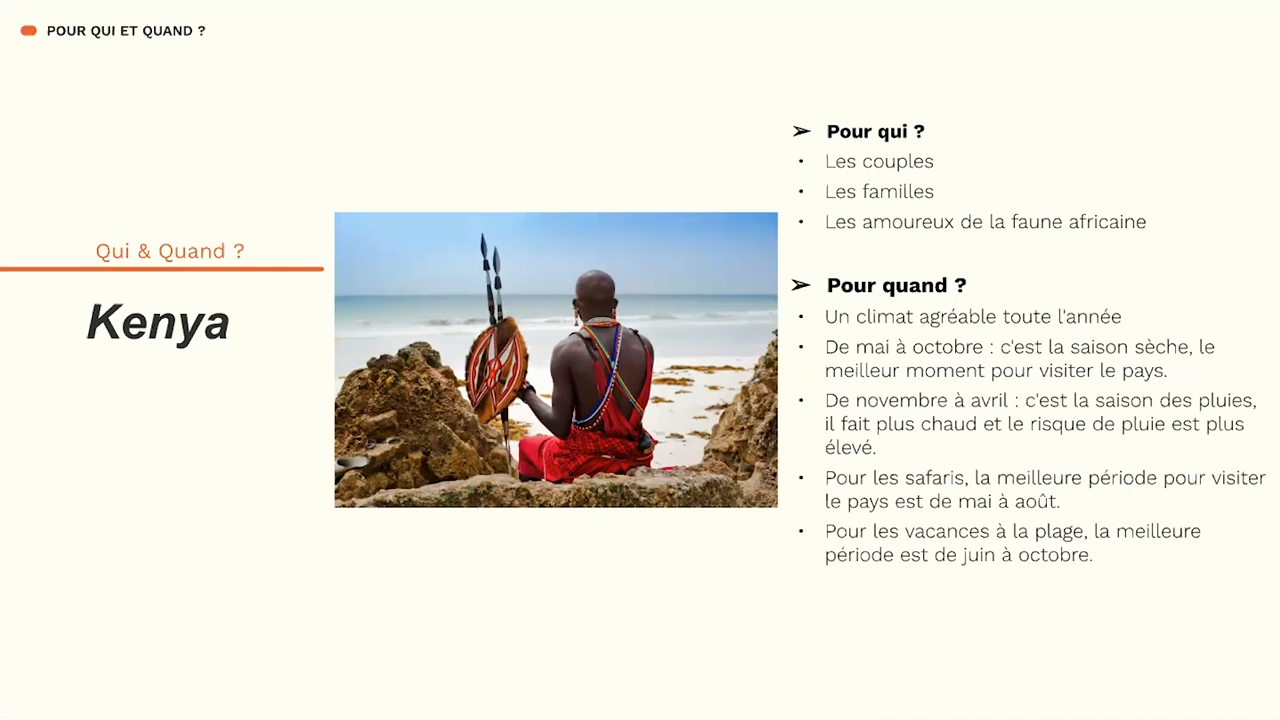 POUR QUI ET QUAND ?
Qui & Quand ?
Kenya
➢ Pour qui ?
• Les couples
• Les familles
• Les amoureux de la faune africaine
➢ Pour quand ?
• Un climat agréable toute l'année
• De mai à octobre : c'est la saison sèche, le
meilleur moment pour visiter le pays.
• De novembre à avril : c'est la saison des pluies,
il fait plus chaud et le risque de pluie est plus
élevé.
• Pour les safaris, la meilleure période pour visiter
le pays est de mai à août.
• Pour les vacances à la plage, la meilleure
période est de juin à octobre.